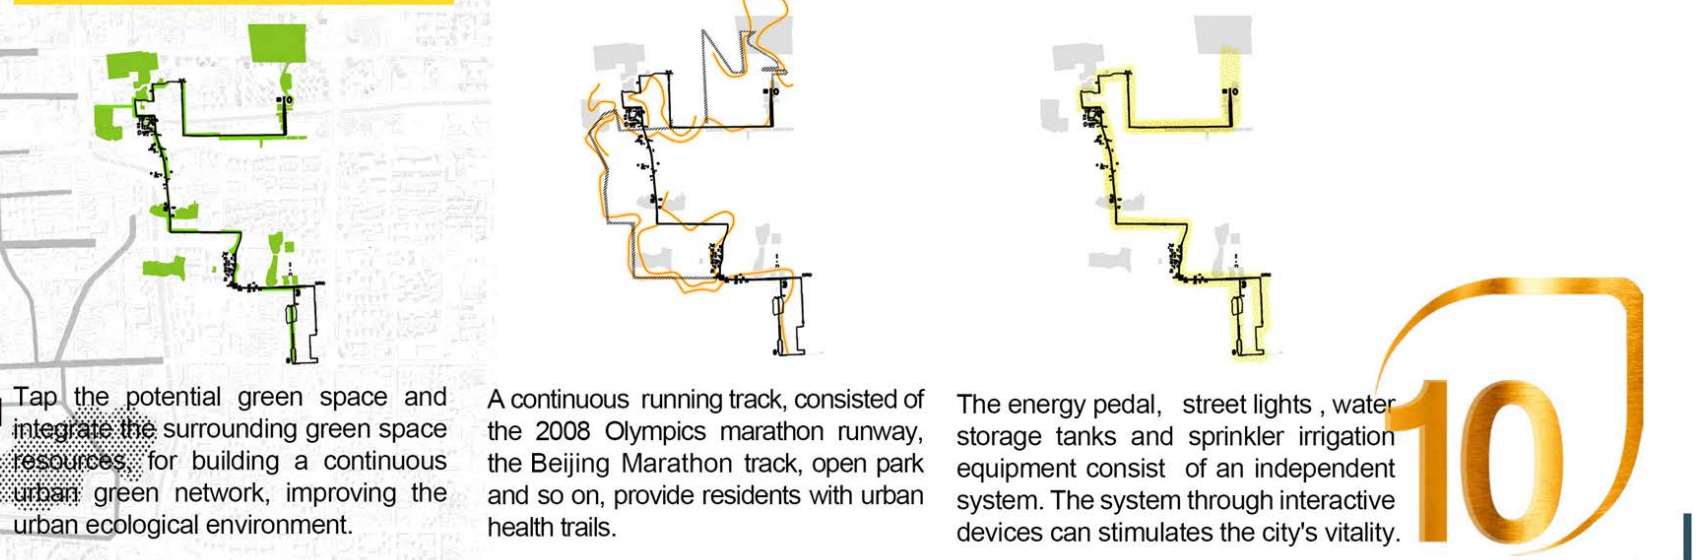 Tap the potential green space and
integrate the surrounding green space
resources, for building a continuous
urban green network, improving the
urban ecological environment.
A continuous running track, consisted of
the 2008 Olympics marathon runway,
the Beijing Marathon track, open park
and so on, provide residents with urban
health trails.
The energy pedal, street lights , water
storage tanks and sprinkler irrigation
equipment consist of an independent
system. The system through interactive
devices can stimulates the city's vitality.
10